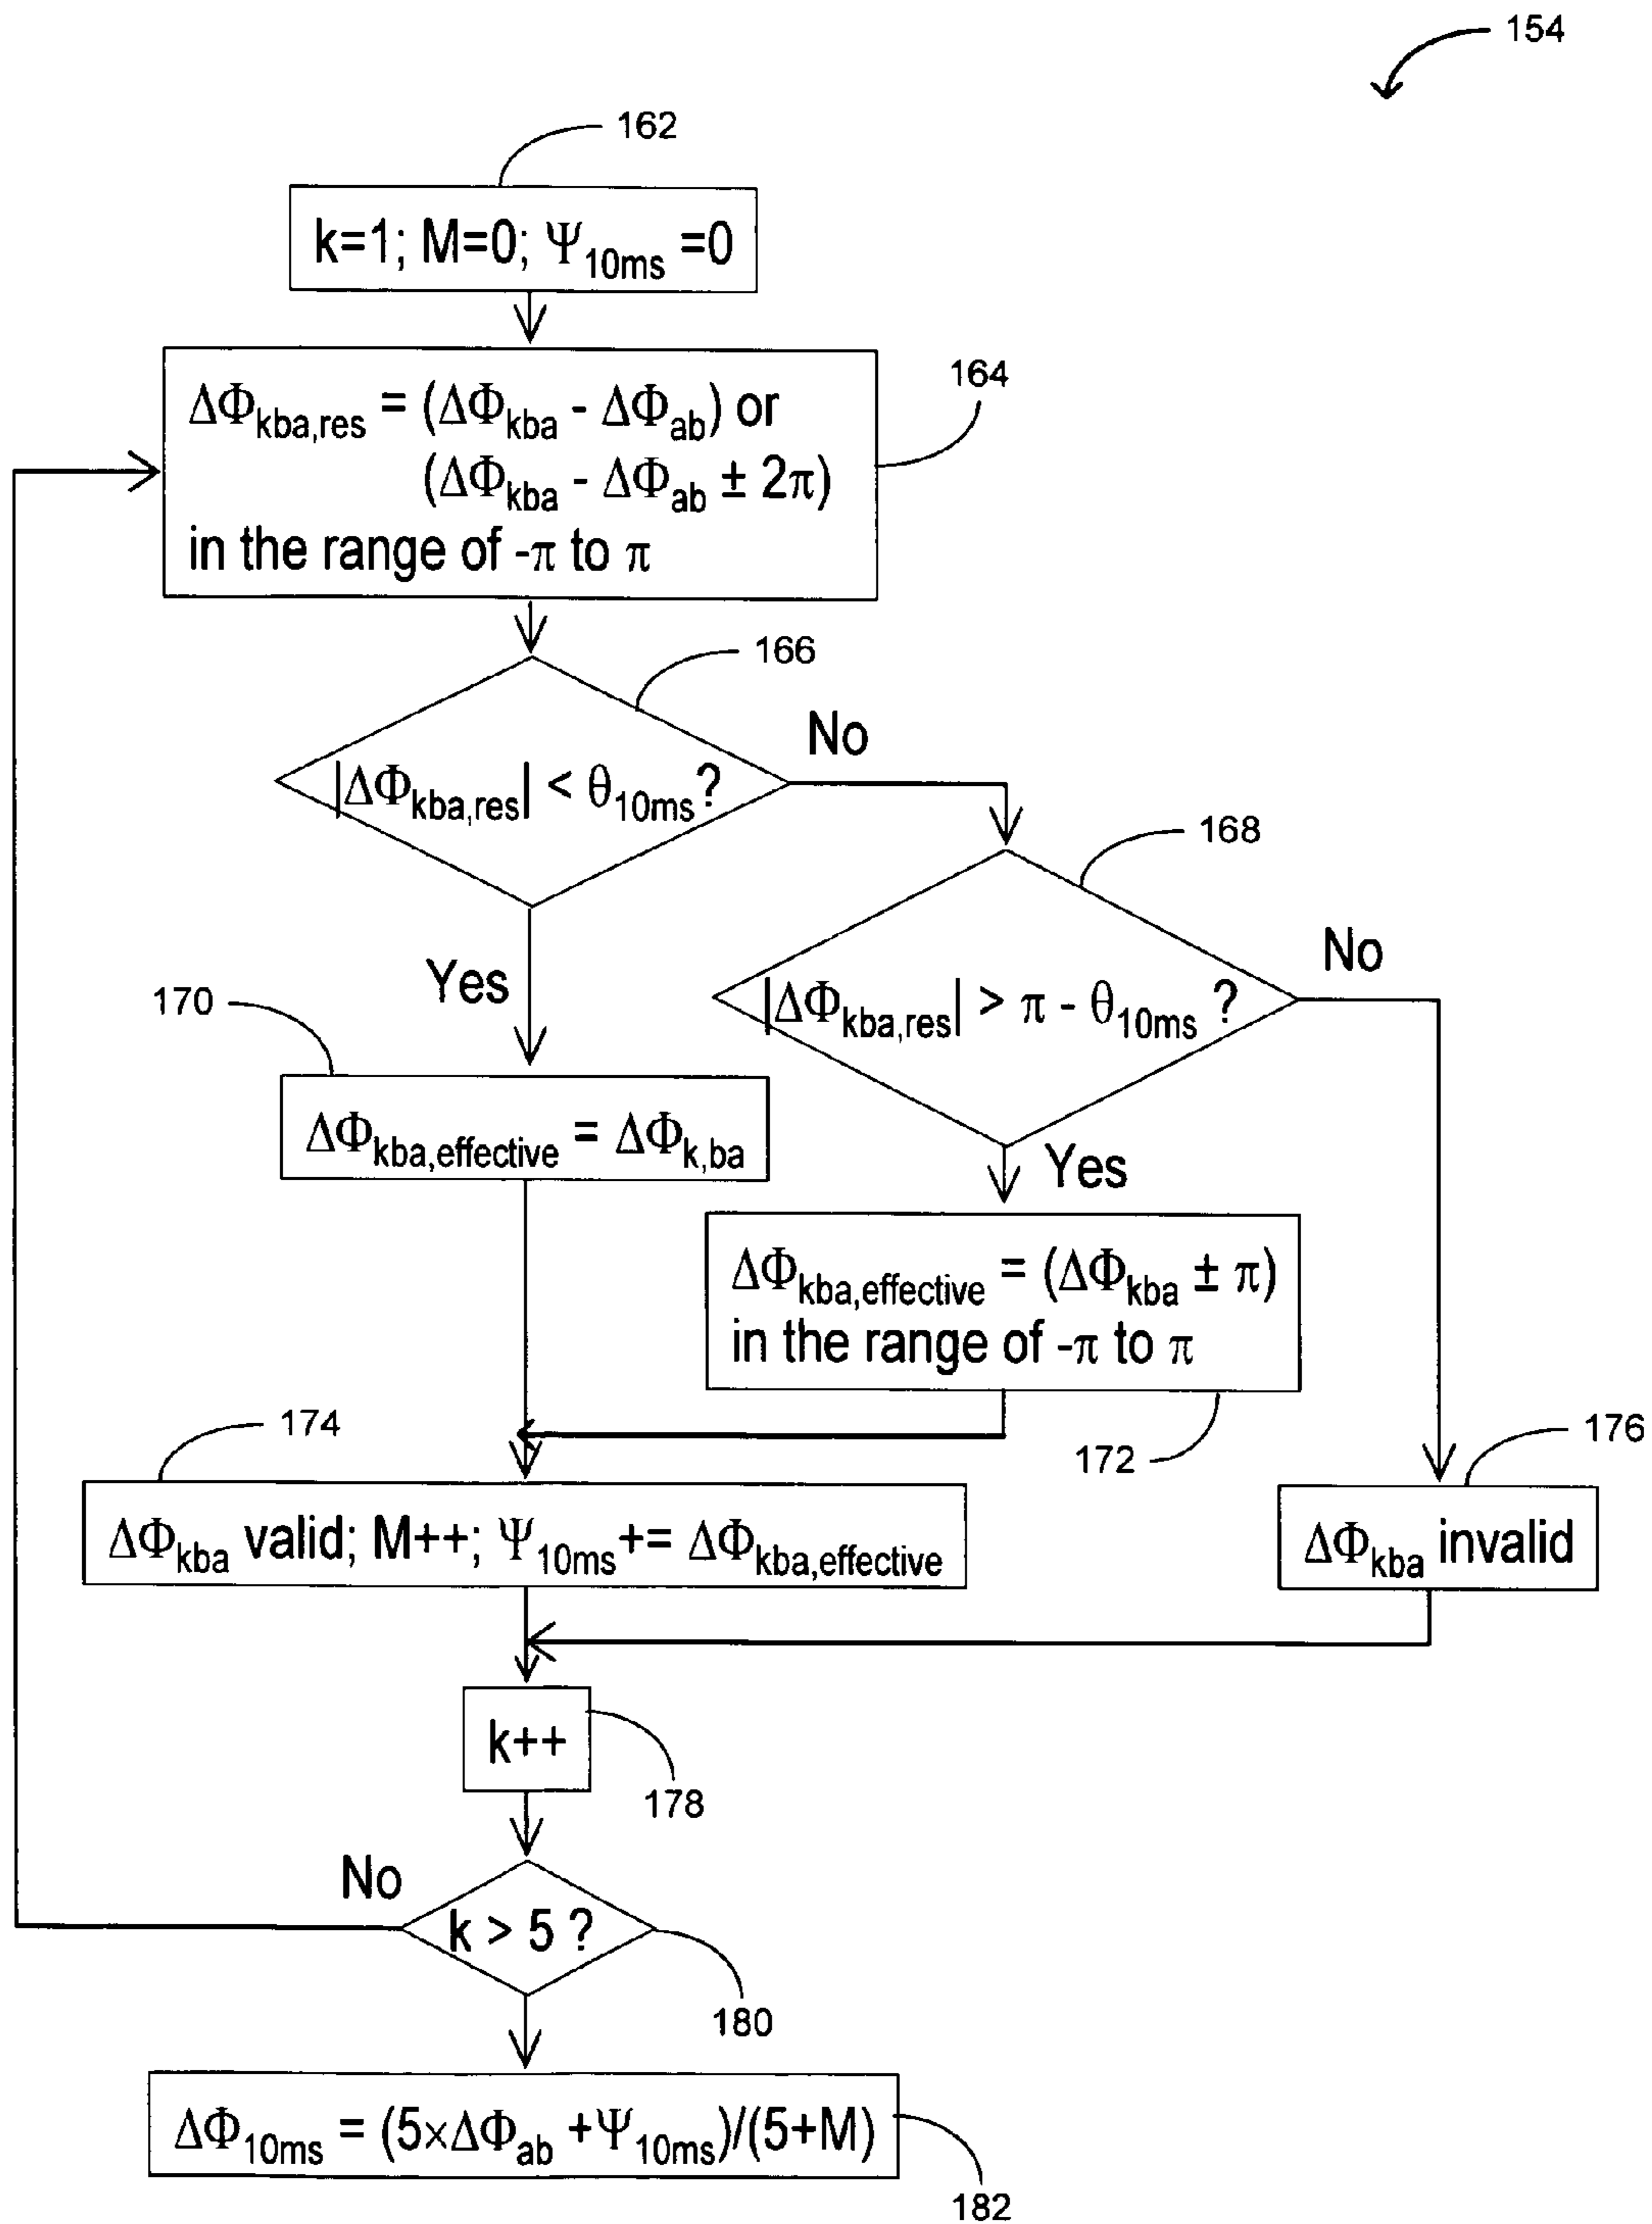 154
162
k=1; M=0; Ψ10ms =0
164
ΔΦkba,res = (ΔΦkba - ΔΦab) or
(ΔΦkba - ΔΦab ± 2π)
in the range of -π to π
166
No
|ΔΦkba,res| < θ10ms?
168
No
Yes
170
|ΔΦkba,res| > π - θ10ms ?
ΔΦkba,effective = ΔΦk,ba
Yes
ΔΦkba,effective = (ΔΦkba ± π)
in the range of -π to π
174
172
176
ΔΦkba valid; M++; Ψ10ms+= ΔΦkba,effective
ΔΦkba invalid
k++
178
No
k > 5 ?
180
ΔΦ10ms = (5×ΔΦab +Ψ10ms)/(5+M)
182